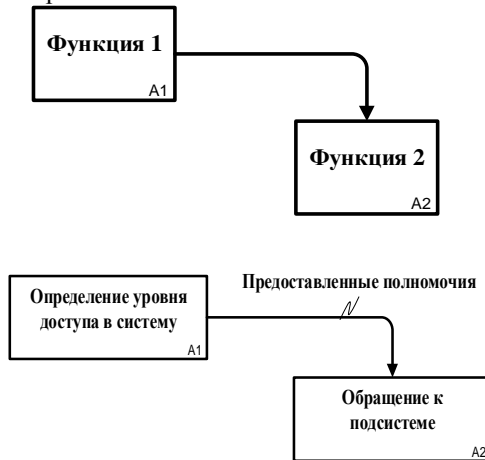 Функция 1
A1
Функция 2
A2
Предоставленные полномочия
Определение уровня
доступа в систему
A1
Обращение к
подсистеме
A2